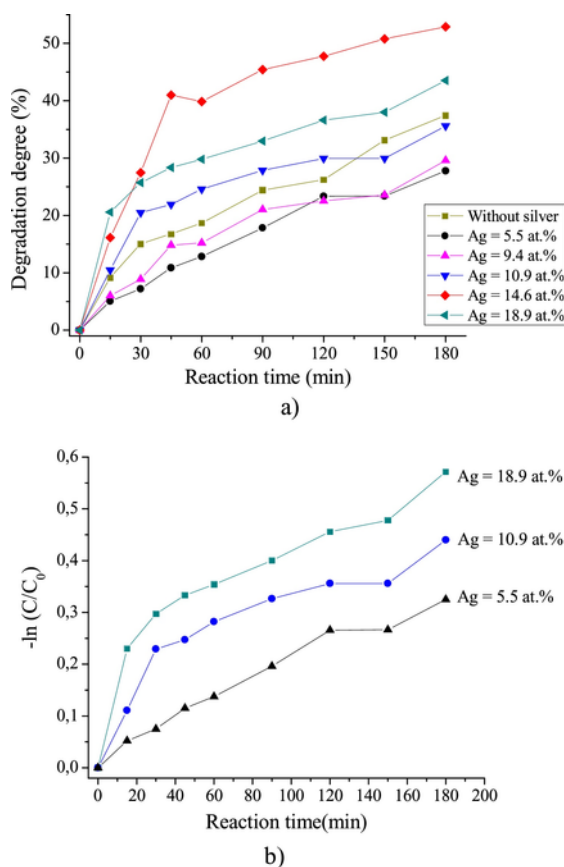 Degradation degree (%)
50
40
30
20
10
0
Without silver
Ag = 5.5 at.%
Ag = 9.4 at.%
Ag = 10.9 at.%
Ag = 14.6 at.%
Ag = 18.9 at.%
0 30 60 90 120 150 180
Reaction time (min)
a)
-ln (C/C₀)
0,6
0,5
0,4
0,3
0,2
0,1
0,0
Ag = 18.9 at.%
Ag = 10.9 at.%
Ag = 5.5 at.%
0 20 40 60 80 100 120 140 160 180 200
Reaction time(min)
b)